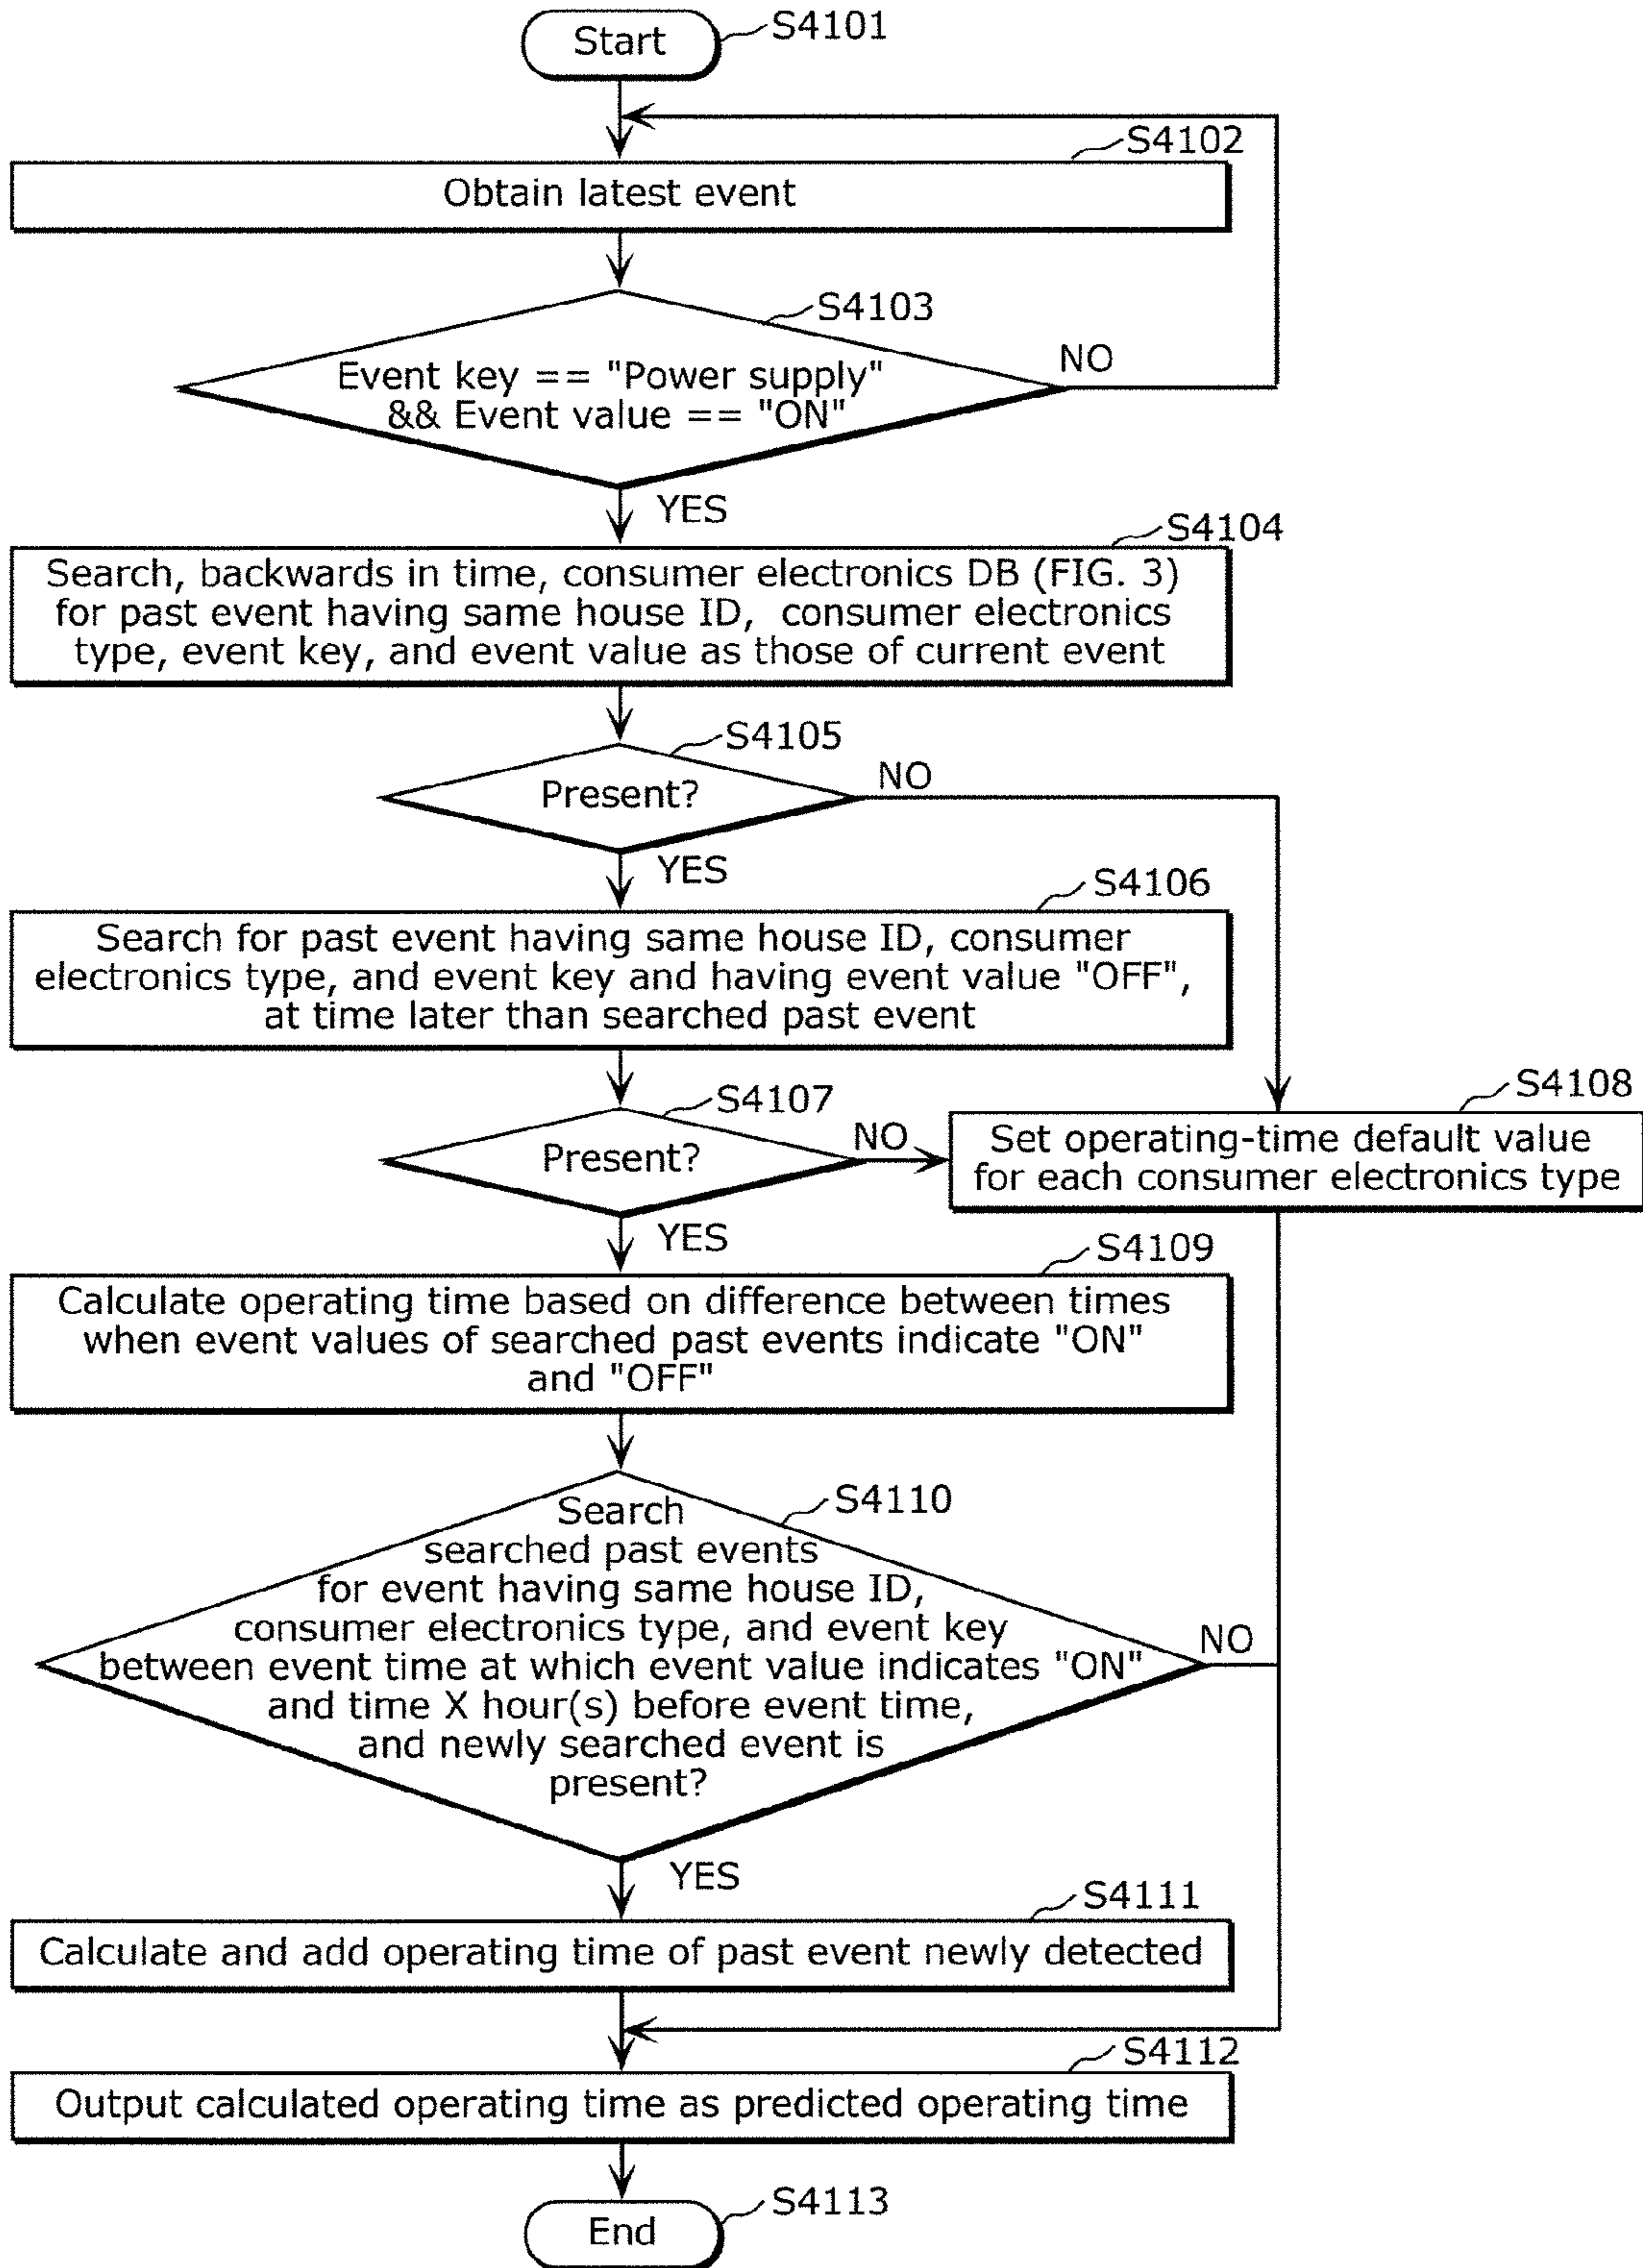 Start
S4101
S4102
Obtain latest event
S4103
Event key == "Power supply"
&& Event value == "ON"
NO
YES
S4104
Search, backwards in time, consumer electronics DB (FIG. 3)
for past event having same house ID, consumer electronics
type, event key, and event value as those of current event
S4105
Present?
NO
YES
S4106
Search for past event having same house ID, consumer
electronics type, and event key and having event value "OFF",
at time later than searched past event
S4107
Present?
NO
S4108
Set operating-time default value
for each consumer electronics type
YES
S4109
Calculate operating time based on difference between times
when event values of searched past events indicate "ON"
and "OFF"
S4110
Search
searched past events
for event having same house ID,
consumer electronics type, and event key
between event time at which event value indicates "ON"
and time X hour(s) before event time,
and newly searched event is
present?
NO
YES
S4111
Calculate and add operating time of past event newly detected
S4112
Output calculated operating time as predicted operating time
S4113
End